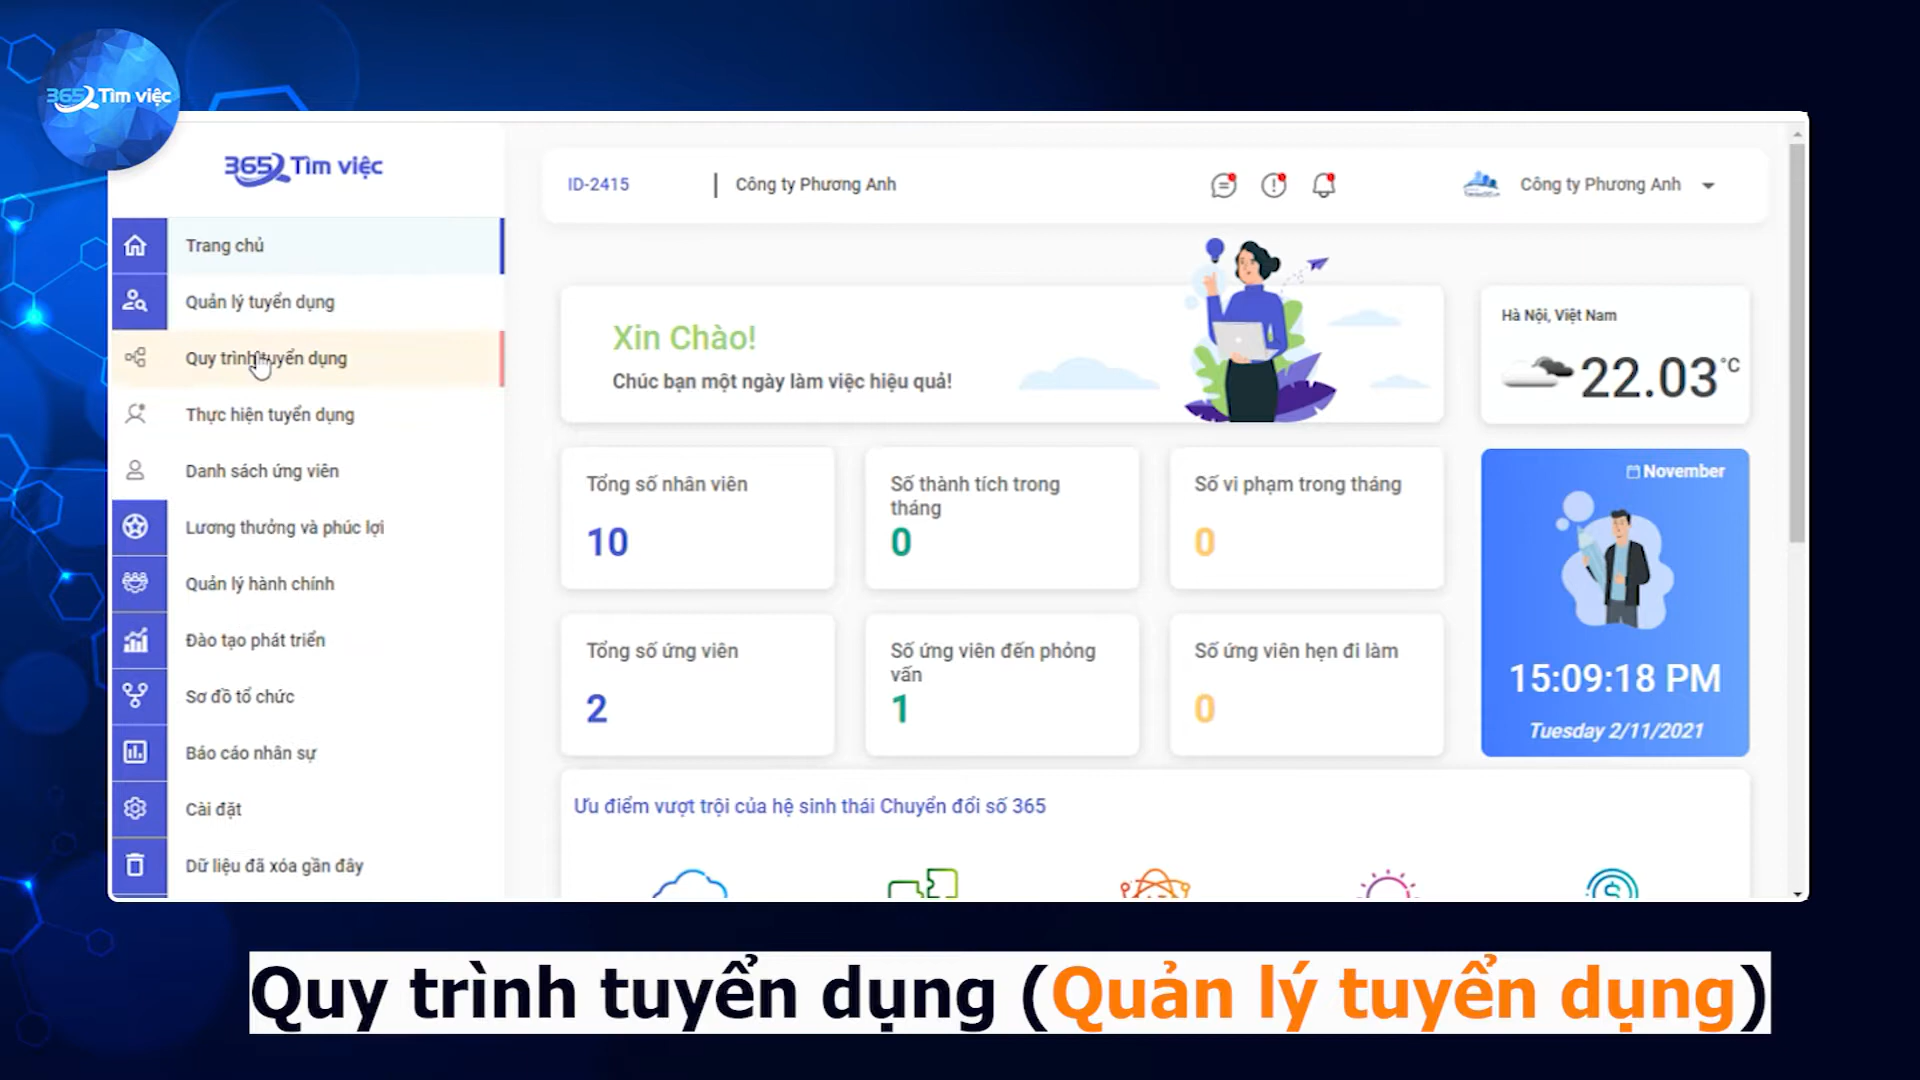 365 Tìm việc
365 Tìm việc
ID-2415
Công ty Phương Anh
Công ty Phương Anh
Trang chủ
Quản lý tuyển dụng
Quy trình tuyển dụng
Thực hiện tuyển dụng
Danh sách ứng viên
Lương thưởng và phúc lợi
Quản lý hành chính
Đào tạo phát triển
Sơ đồ tổ chức
Báo cáo nhân sự
Cài đặt
Dữ liệu đã xóa gần đây
Xin Chào!
Chúc bạn một ngày làm việc hiệu quả!
Hà Nội, Việt Nam
22.03°C
Tổng số nhân viên
10
Số thành tích trong
tháng
0
Số vi phạm trong tháng
0
November
15:09:18 PM
Tuesday 2/11/2021
Tổng số ứng viên
2
Số ứng viên đến phỏng
vấn
1
Số ứng viên hẹn đi làm
0
Ưu điểm vượt trội của hệ sinh thái Chuyển đổi số 365
Quy trình tuyển dụng (Quản lý tuyển dụng)